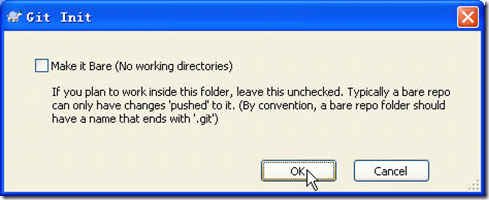 Git Init
Make it Bare (No working directories)
If you plan to work inside this folder, leave this unchecked. Typically a bare repo
can only have changes 'pushed' to it. (By convention, a bare repo folder should
have a name that ends with '.git')
OK
Cancel